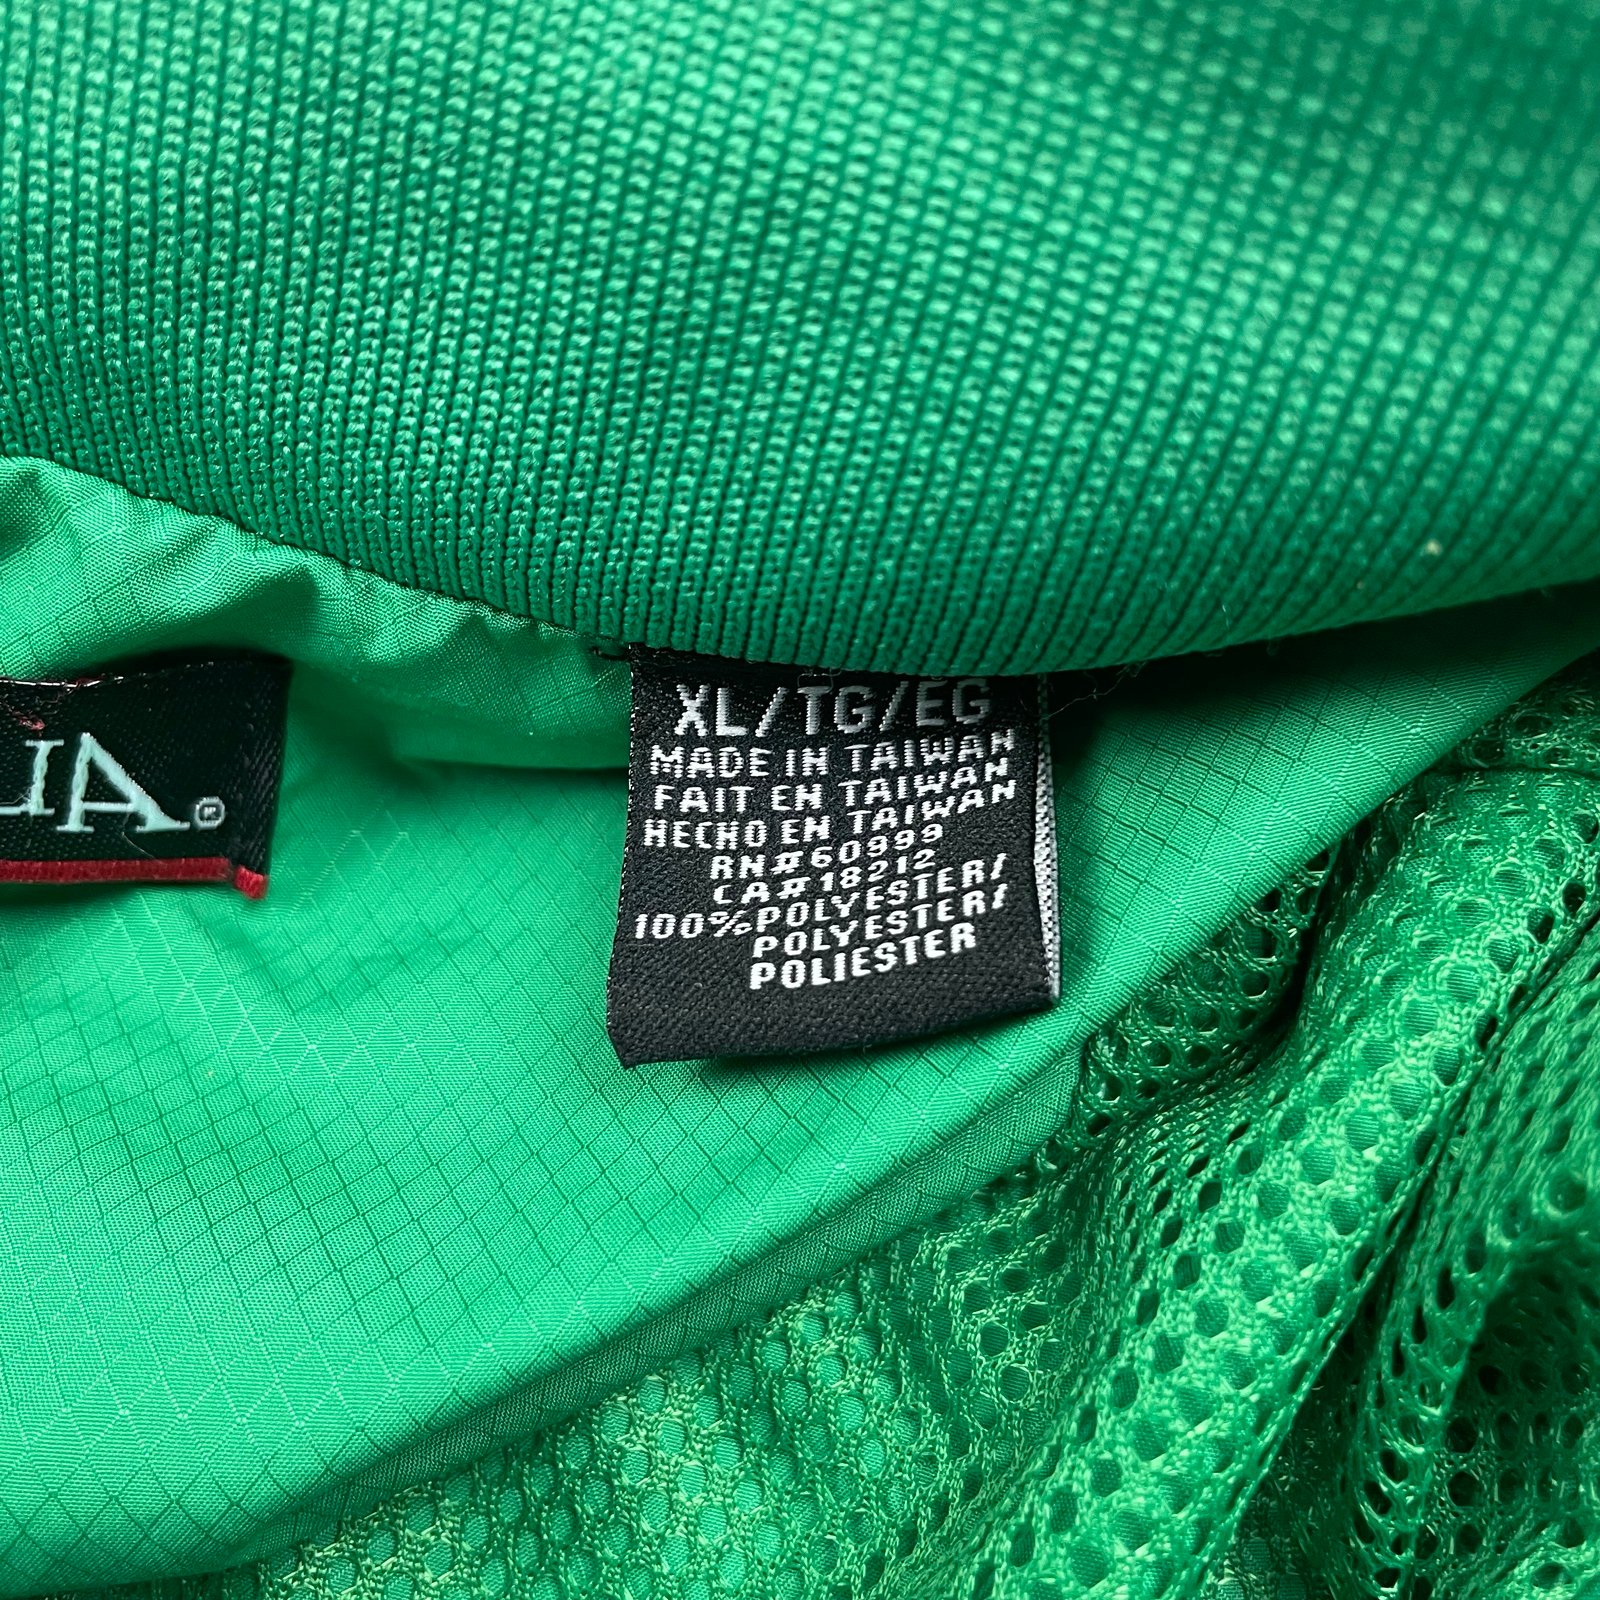 LIA®
XL/TG/EG
MADE IN TAIWAN
FAIT EN TAIWAN
HECHO EN TAIWAN
RN#60999
CA#18212
100%POLYESTER/
POLYESTER/
POLIESTER